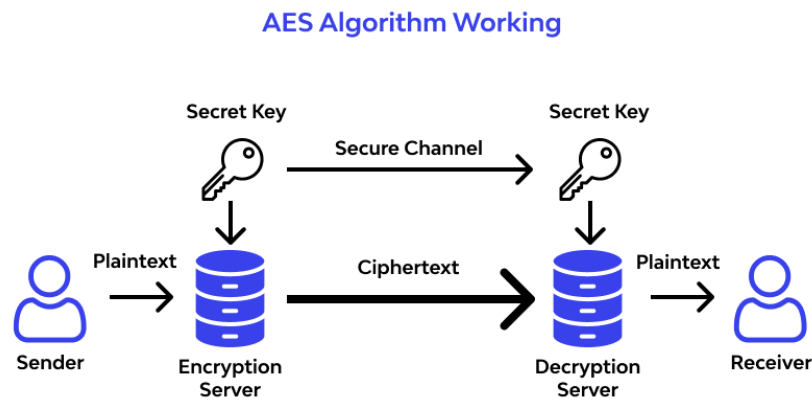 AES Algorithm Working
Secret Key
Secret Key
Secure Channel
Plaintext
Ciphertext
Plaintext
Sender
Encryption
Server
Decryption
Server
Receiver